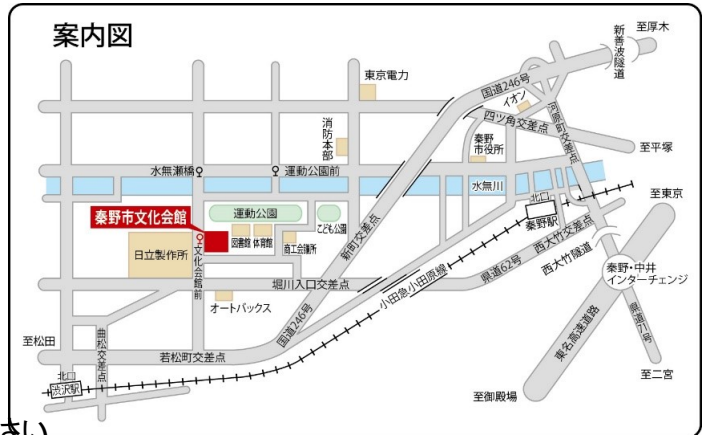 案内図
至厚木
新善波隧道
東京電力
国道246号
イオン
四ツ角交差点
河原町交差点
消防本部
秦野
市役所
至平塚
水無瀬橋
運動公園前
水無川
至東京
北口
秦野駅
秦野市文化会館
運動公園
こども公園
新町交差点
西大竹交差点
図書館
体育館
商工会議所
日立製作所
文化会館前
県道62号
西大竹隧道
秦野・中井
インターチェンジ
堀川入口交差点
小田急小田原線
オートバックス
国道246号
東名高速道路
県道71号
至松田
曲松交差点
若松町交差点
北口
渋沢駅
至二宮
至御殿場
さい)